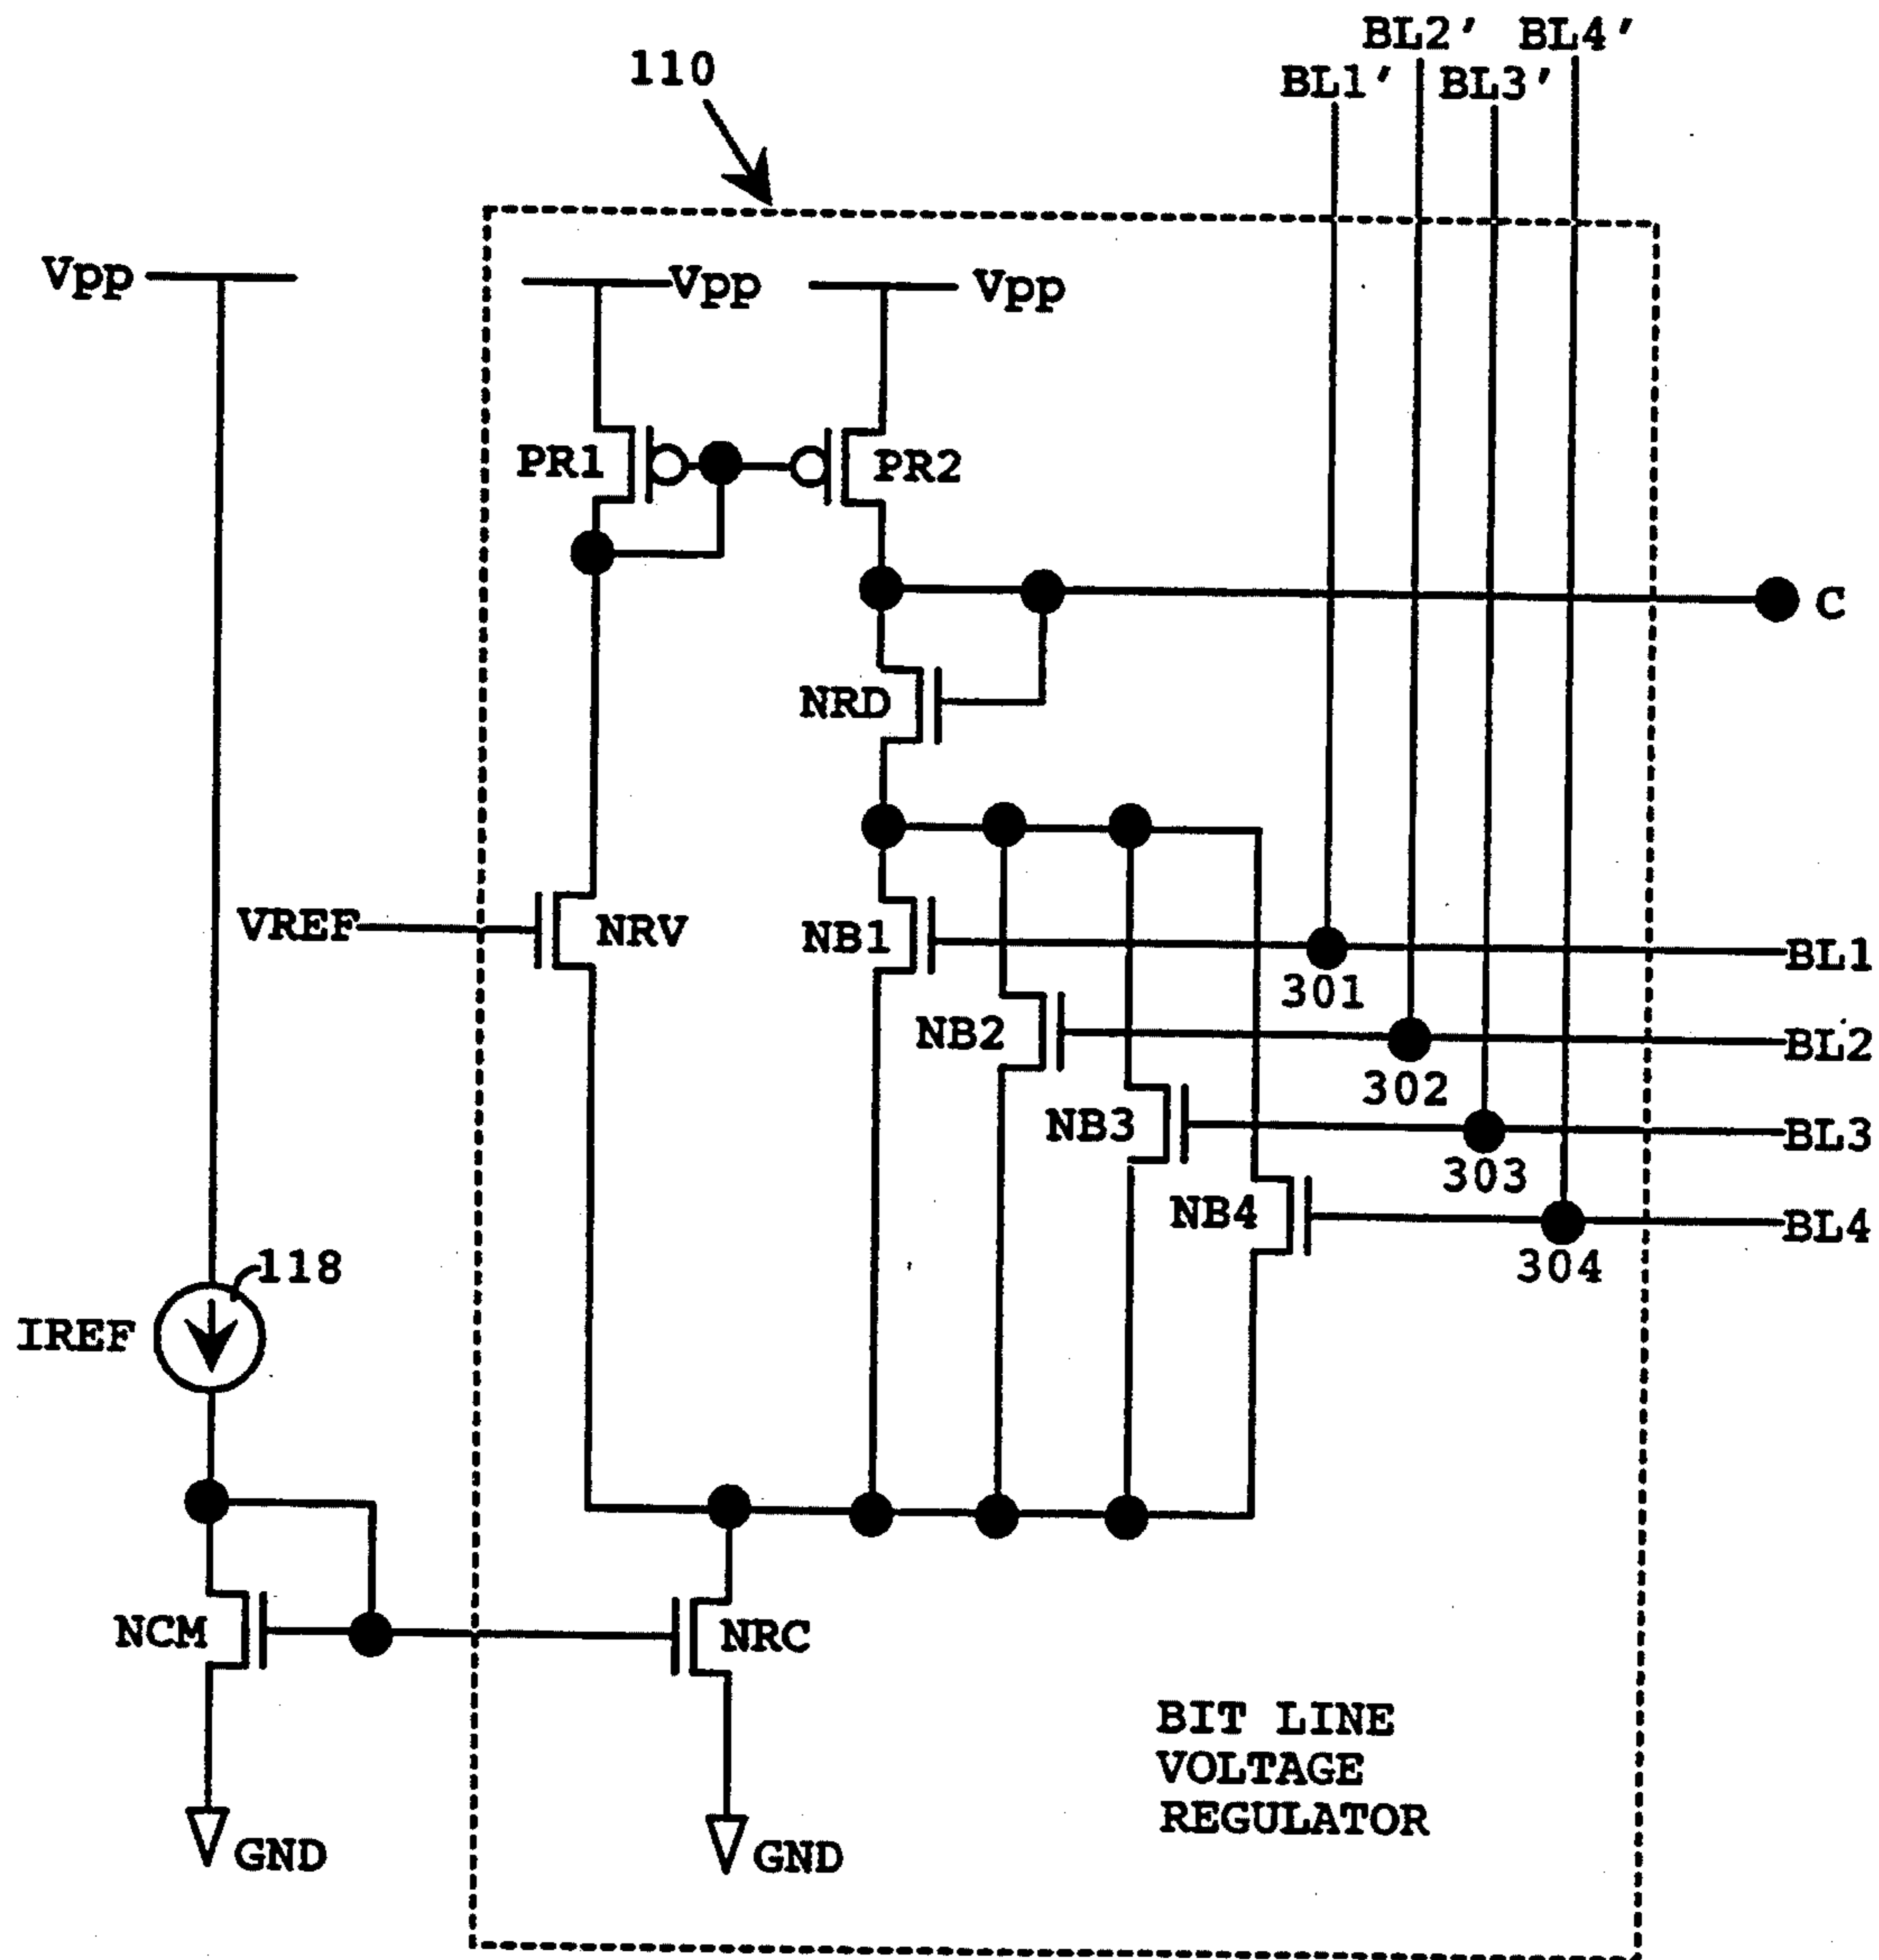 BL2' BL4'
110
BL1' BL3'
Vpp
Vpp
Vpp
PR1
PR2
C
NRD
VREF
NRV
NB1
BL1
301
NB2
BL2
302
NB3
BL3
303
NB4
BL4
304
118
IREF
NCM
NRC
BIT LINE
VOLTAGE
REGULATOR
GND
GND